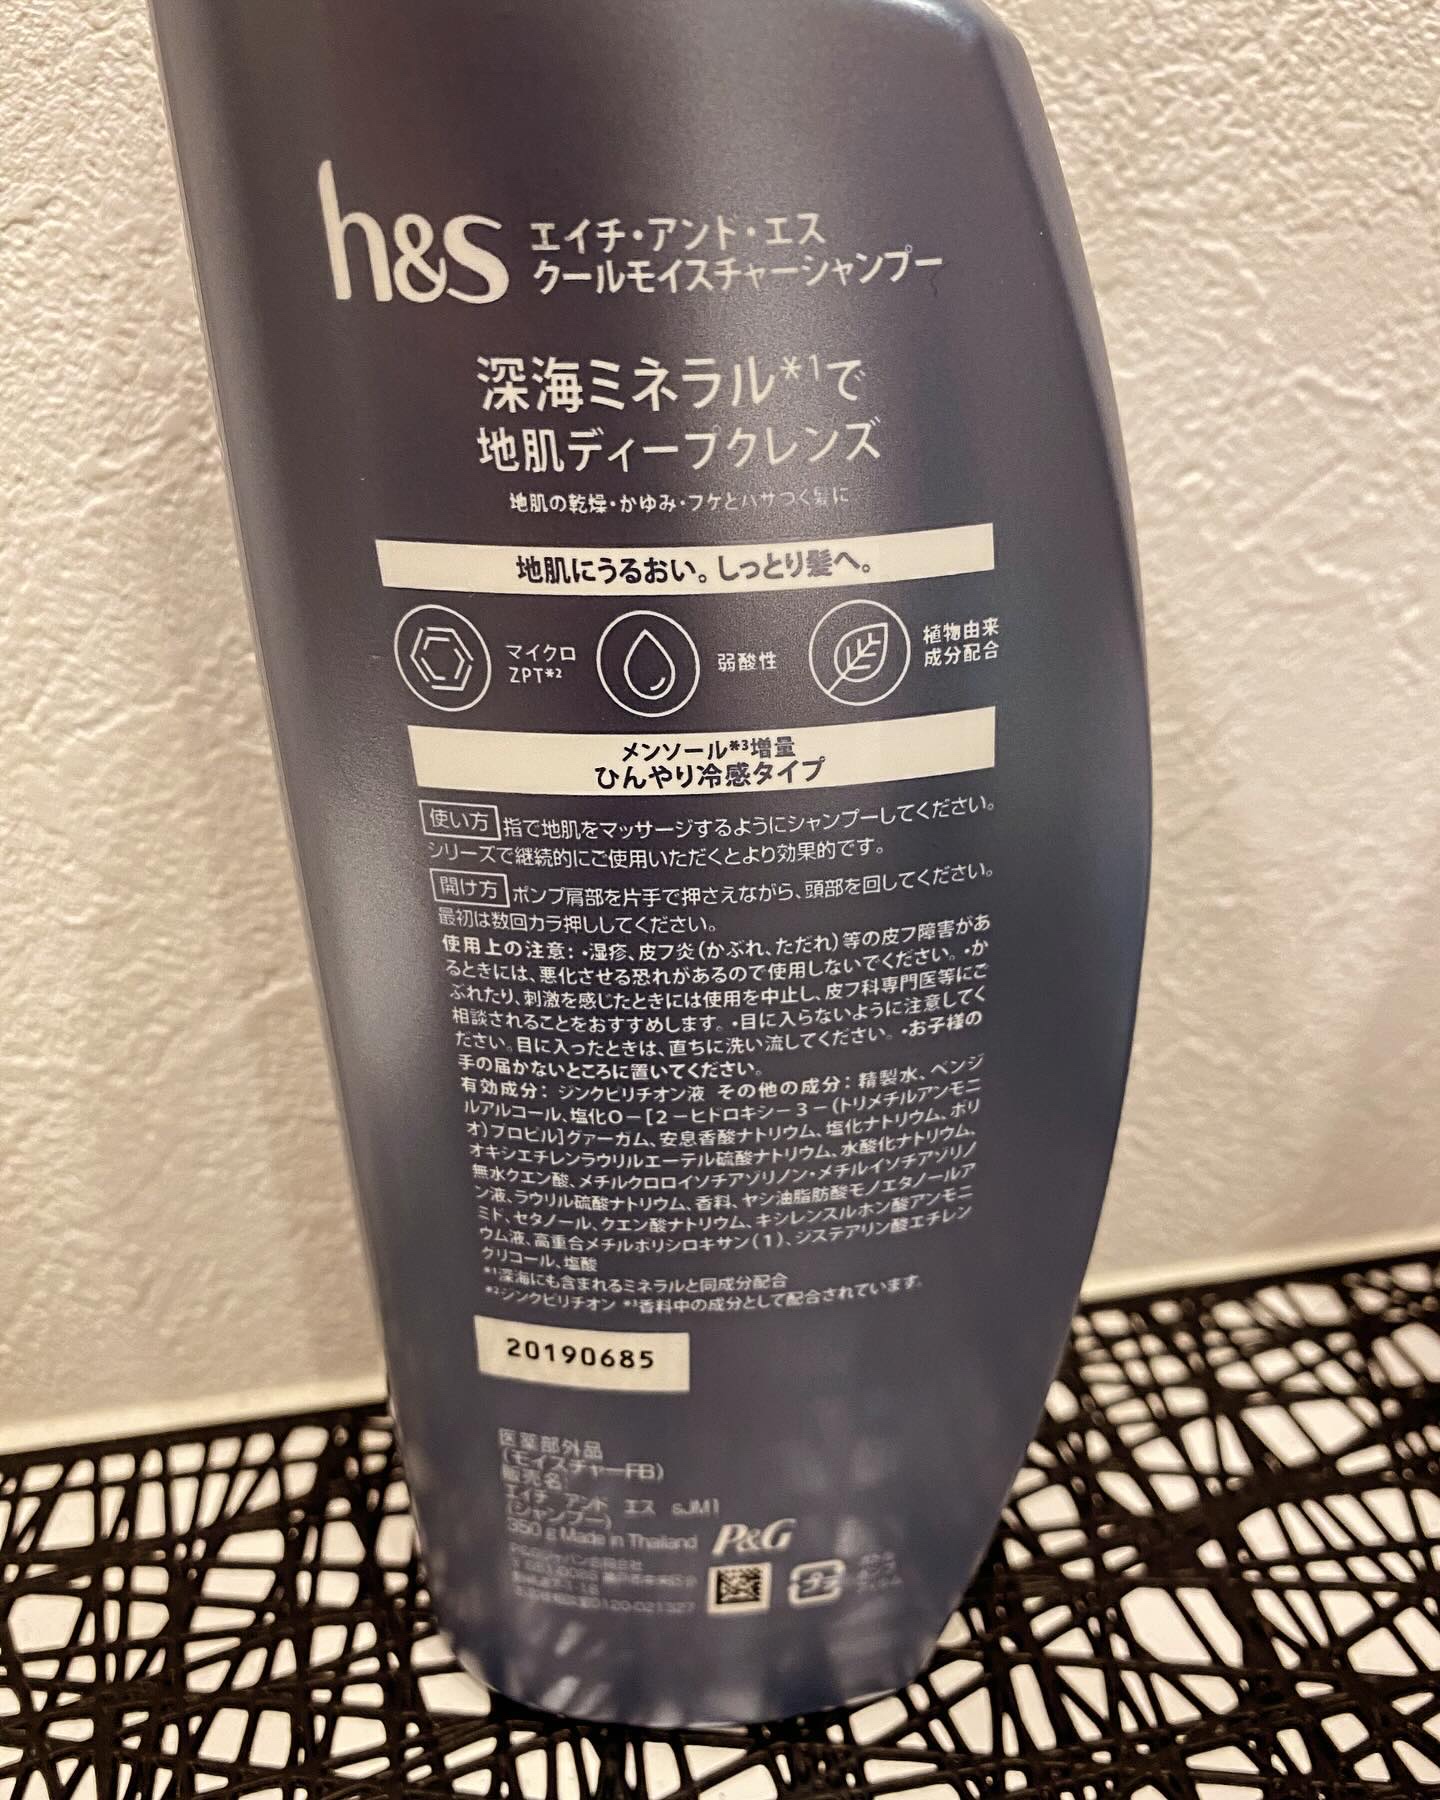 h&s エイチ・アンド・エス
クールモイスチャーシャンプー
深海ミネラル*1で
地肌ディープクレンズ
地肌の乾燥・かゆみ・フケとパサつく髪に
地肌にうるおい。しっとり髪へ。
マイクロ
ZPT*2
弱酸性
植物由来
成分配合
メンソール*3増量
ひんやり冷感タイプ
使い方 指で地肌をマッサージするようにシャンプーしてください。
シリーズで継続的にご使用いただくとより効果的です。
開け方 ポンプ肩部を片手で押さえながら、頭部を回してください。
最初は数回カラ押ししてください。
使用上の注意:・湿疹、皮フ炎(かぶれ、ただれ)等の皮フ障害があ
るときには、悪化させる恐れがあるので使用しないでください。・か
ぶれたり、刺激を感じたときには使用を中止し、皮フ科専門医等にご
相談されることをおすすめします。・目に入らないように注意してく
ださい。目に入ったときは、直ちに洗い流してください。・お子様の
手の届かないところに置いてください。
有効成分: ジンクピリチオン液 その他の成分: 精製水、ベンジ
ルアルコール、塩化O-[2-ヒドロキシ-3-(トリメチルアンモニ
オ)プロピル]グァーガム、安息香酸ナトリウム、塩化ナトリウム、ポリ
オキシエチレンラウリルエーテル硫酸ナトリウム、水酸化ナトリウム、
無水クエン酸、メチルクロロイソチアゾリノン・メチルイソチアゾリノ
ン液、ラウリル硫酸ナトリウム、香料、ヤシ油脂肪酸モノエタノールア
ミド、セタノール、クエン酸ナトリウム、キシレンスルホン酸アンモニ
ウム液、高重合メチルポリシロキサン(1)、ジステアリン酸エチレン
グリコール、塩酸
*1深海にも含まれるミネラルと同成分配合
*2ジンクピリチオン *3香料中の成分として配合されています。
20190685
医薬部外品
(モイスチャーFB)
販売名
エイチ アンド エス sJM1
(シャンプー)
350 g Made in Thailand
P&G
P&Gジャパン合同会社
0120-021327
プラ